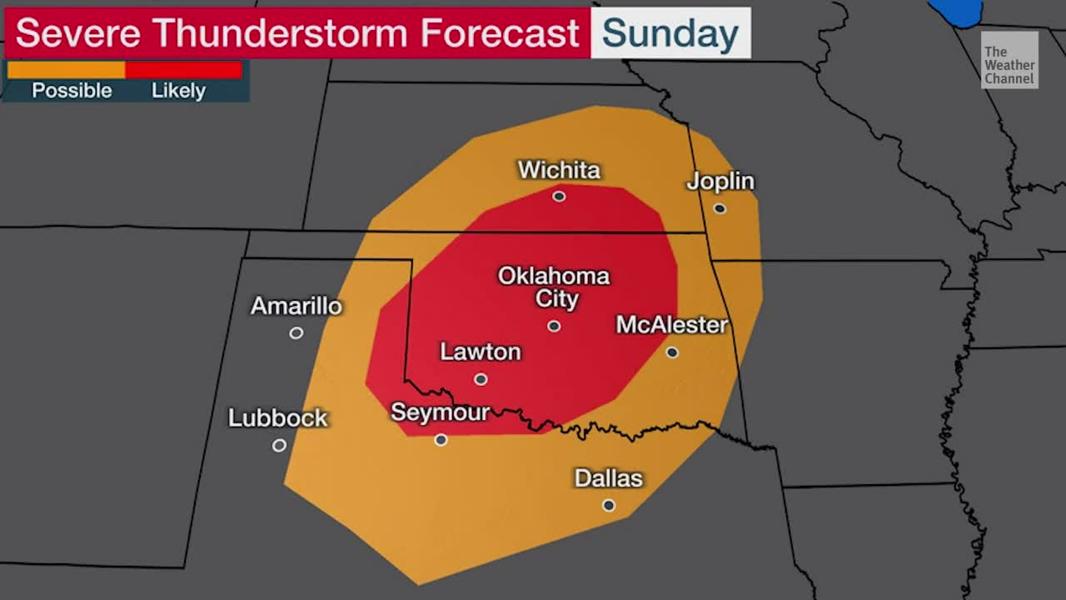 Severe Thunderstorm Forecast Sunday
The
Weather
Channel
Possible Likely
Wichita
Joplin
Oklahoma
City
Amarillo
McAlester
Lawton
Lubbock
Seymour
Dallas